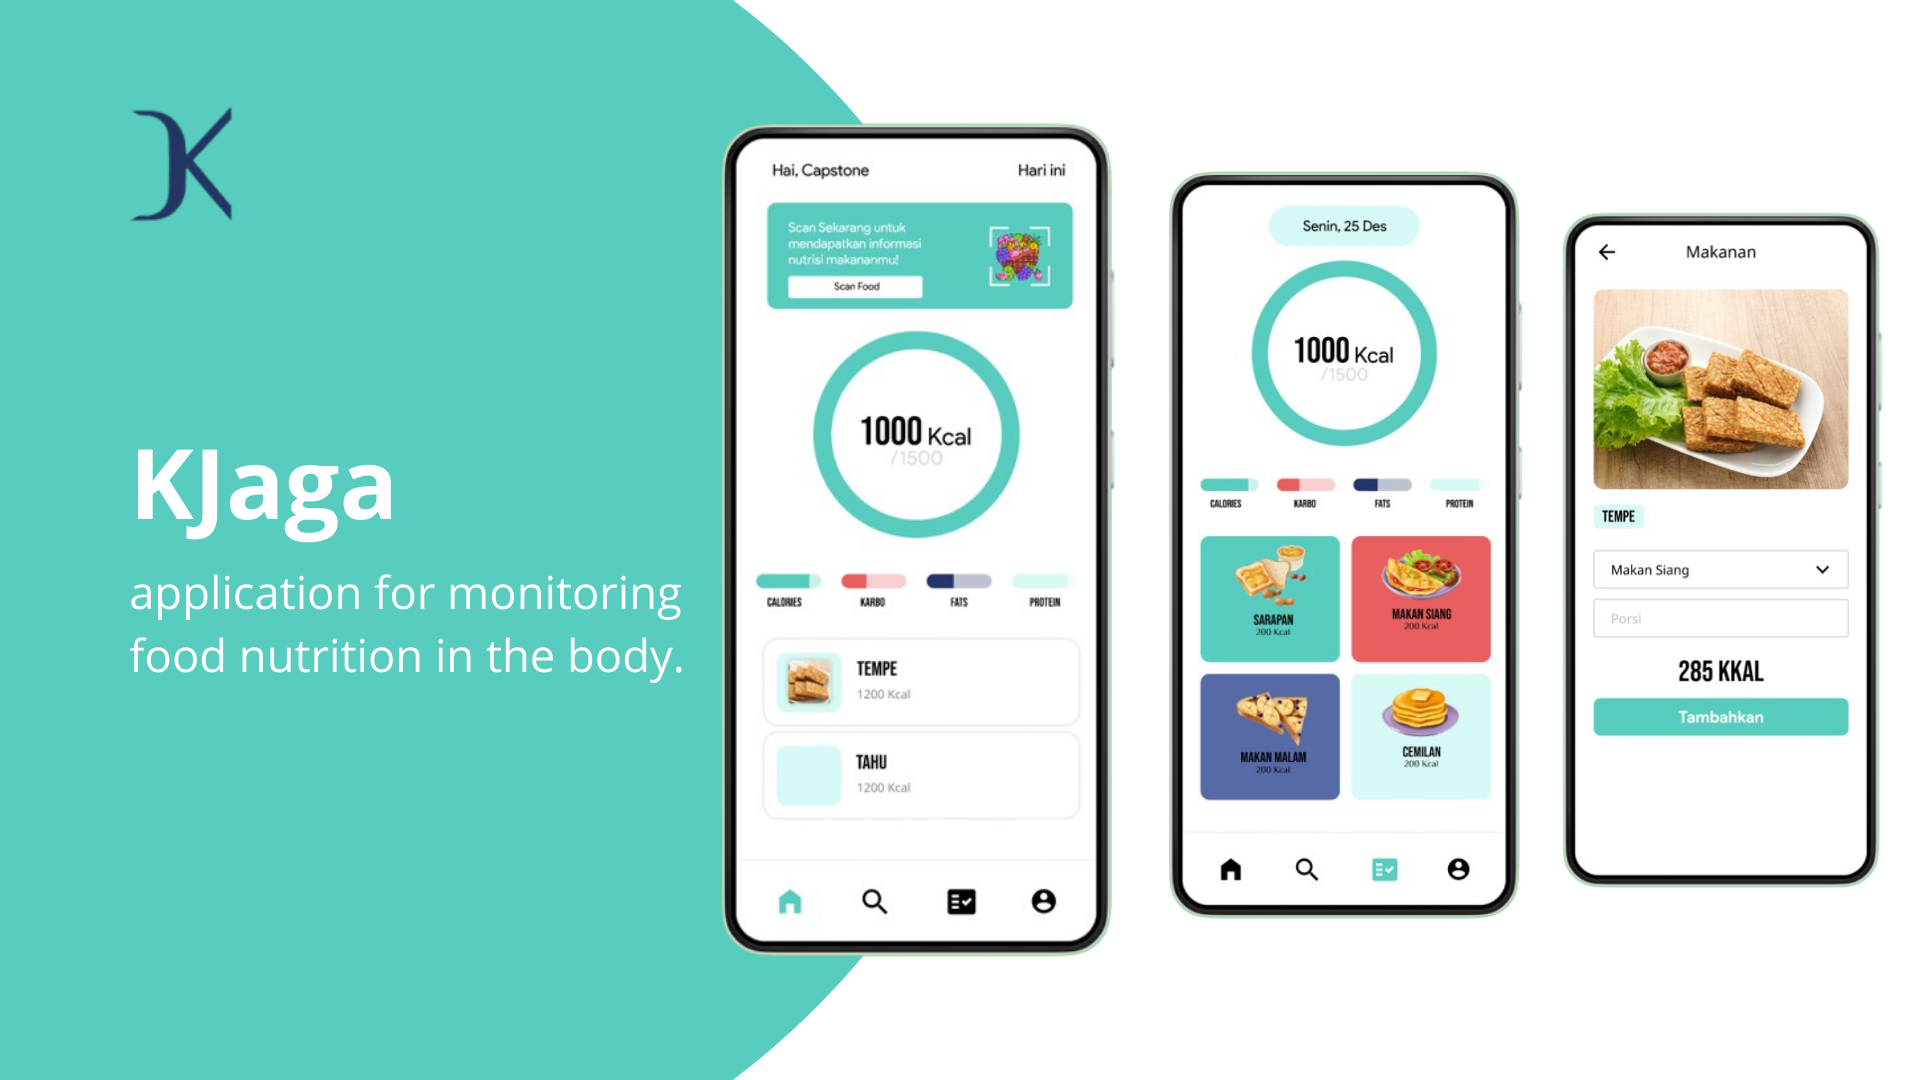 JK
KJaga
application for monitoring
food nutrition in the body.
Hai, Capstone
Hari ini
Scan Sekarang untuk
mendapatkan informasi
nutrisi makananmu!
Scan Food
1000 Kcal
/1500
CALORIES
KARBO
FATS
PROTEIN
TEMPE
1200 Kcal
TAHU
1200 Kcal
Senin, 25 Des
1000 Kcal
/1500
CALORIES
KARBO
FATS
PROTEIN
SARAPAN
200 Kcal
MAKAN SIANG
200 Kcal
MAKAN MALAM
200 Kcal
CEMILAN
200 Kcal
Makanan
TEMPE
Makan Siang
Porsi
285 KKAL
Tambahkan